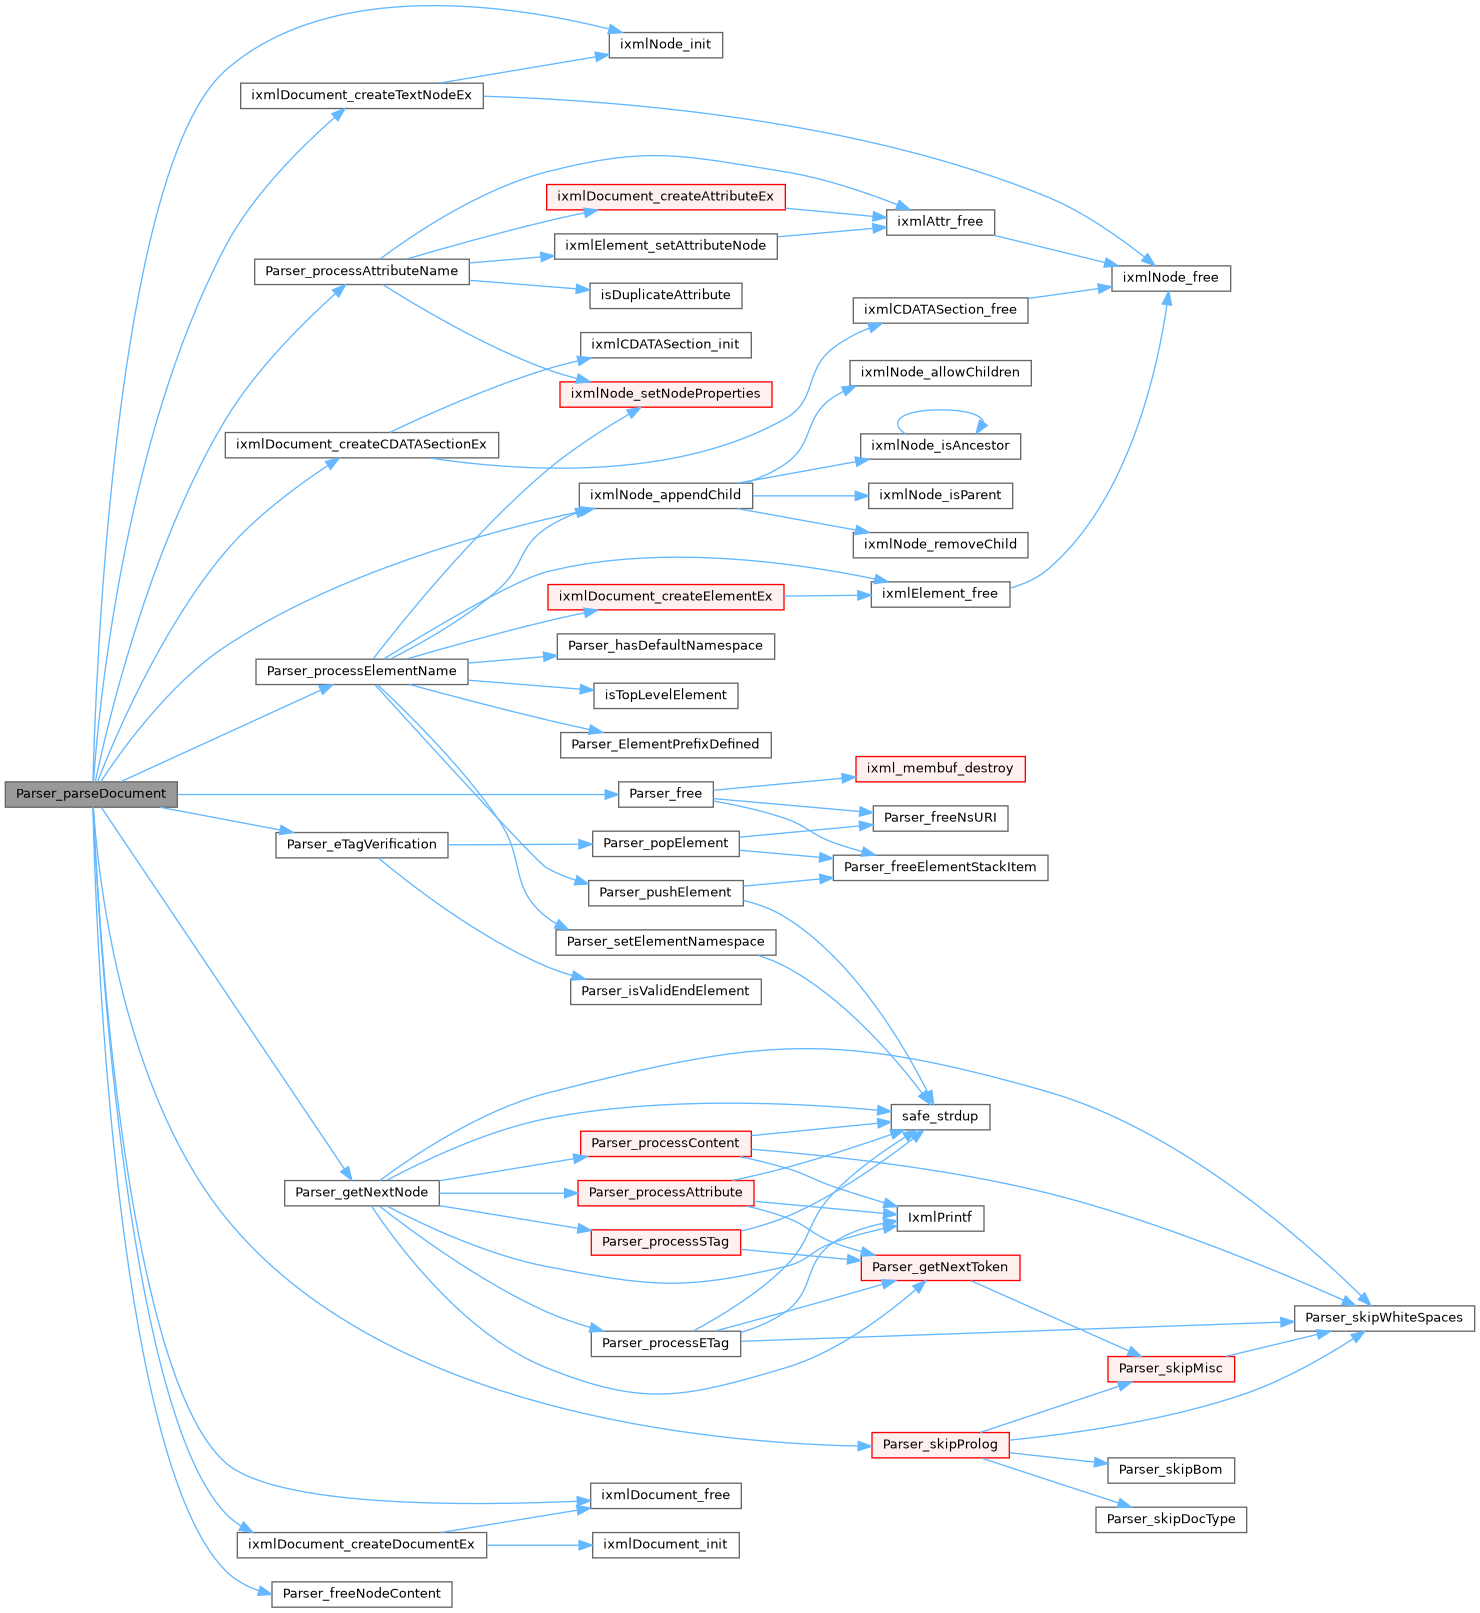 ixmlNode_init
ixmlDocument_createTextNodeEx
ixmlDocument_createAttributeEx
ixmlAttr_free
ixmlElement_setAttributeNode
Parser_processAttributeName
ixmlNode_free
isDuplicateAttribute
ixmlCDATASection_free
ixmlCDATASection_init
ixmlNode_allowChildren
ixmlNode_setNodeProperties
ixmlDocument_createCDATASectionEx
ixmlNode_isAncestor
ixmlNode_appendChild
ixmlNode_isParent
ixmlNode_removeChild
ixmlDocument_createElementEx
ixmlElement_free
Parser_hasDefaultNamespace
Parser_processElementName
isTopLevelElement
Parser_ElementPrefixDefined
ixml_membuf_destroy
Parser_parseDocument
Parser_free
Parser_freeNsURI
Parser_eTagVerification
Parser_popElement
Parser_freeElementStackItem
Parser_pushElement
Parser_setElementNamespace
Parser_isValidEndElement
safe_strdup
Parser_processContent
Parser_getNextNode
Parser_processAttribute
IxmlPrintf
Parser_processSTag
Parser_getNextToken
Parser_skipWhiteSpaces
Parser_processETag
Parser_skipMisc
Parser_skipProlog
Parser_skipBom
ixmlDocument_free
Parser_skipDocType
ixmlDocument_createDocumentEx
ixmlDocument_init
Parser_freeNodeContent